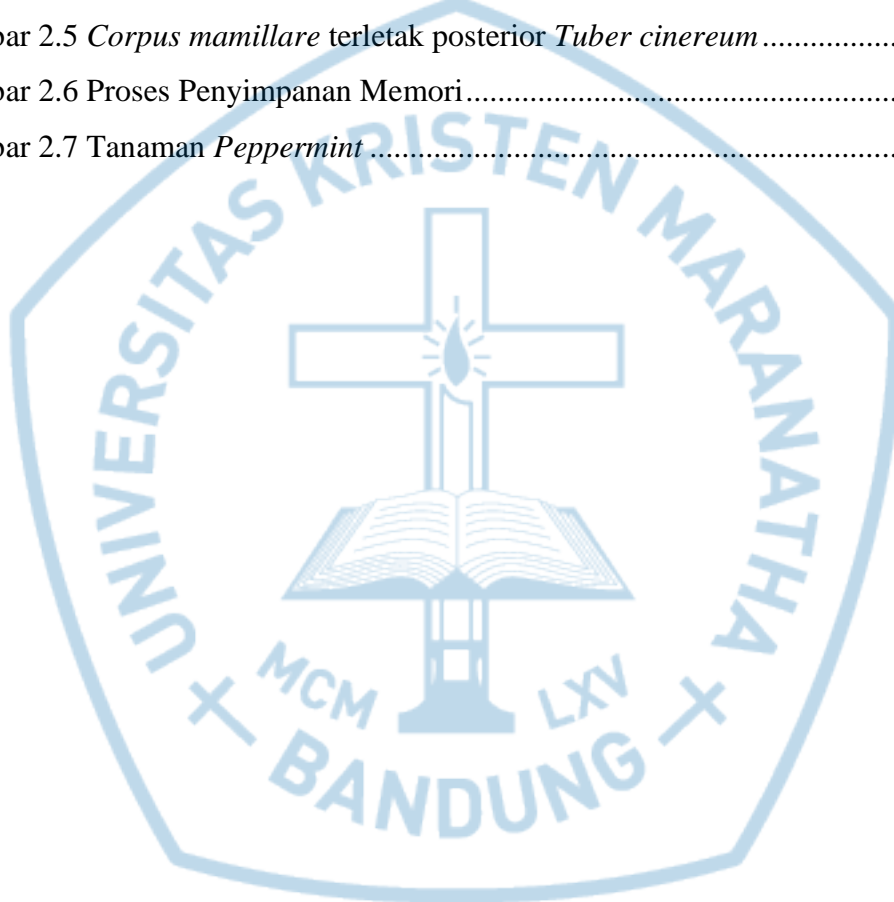 bar 2.5 Corpus mamillare terletak posterior Tuber cinereum....................
bar 2.6 Proses Penyimpanan Memori.................................................................
bar 2.7 Tanaman Peppermint ................................................................................
UNIVERSITAS KRISTEN MARANATHA
MCM LXV
BANDUNG